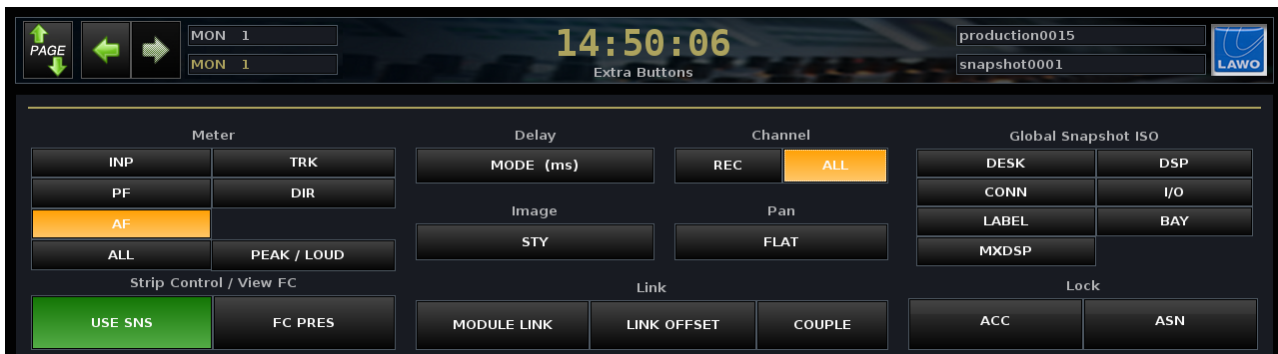 PAGE
MON 1
MON 1
14:50:06
Extra Buttons
production0015
snapshot0001
LAWO
Meter
INP TRK
PF DIR
AF
ALL PEAK / LOUD
Delay
MODE (ms)
Channel
REC ALL
Image
STY
Pan
FLAT
Global Snapshot ISO
DESK DSP
CONN I/O
LABEL BAY
MXDSP
Strip Control / View FC
USE SNS FC PRES
Link
MODULE LINK LINK OFFSET COUPLE
Lock
ACC ASN